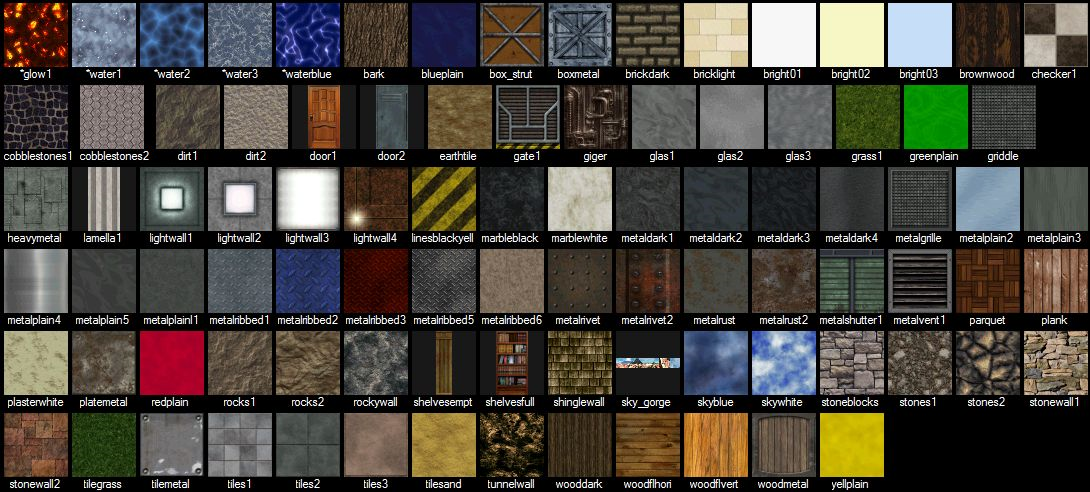 *glow1 *water1 *water2 *water3 *waterblue bark blueplain box_strut boxmetal brickdark bricklight bright01 bright02 bright03 brownwood checker1
cobblestones1 cobblestones2 dirt1 dirt2 door1 door2 earthtile gate1 giger glas1 glas2 glas3 grass1 greenplain griddle
heavymetal lamella1 lightwall1 lightwall2 lightwall3 lightwall4 linesblackyell marbleblack marblewhite metaldark1 metaldark2 metaldark3 metaldark4 metalgrille metalplain2 metalplain3
metalplain4 metalplain5 metalplainl1 metalribbed1 metalribbed2 metalribbed3 metalribbed5 metalribbed6 metalrivet metalrivet2 metalrust metalrust2 metalshutter1 metalvent1 parquet plank
plasterwhite platemetal redplain rocks1 rocks2 rockywall shelvesempt shelvesfull shinglewall sky_gorge skyblue skywhite stoneblocks stones1 stones2 stonewall1
stonewall2 tilegrass tilemetal tiles1 tiles2 tiles3 tilesand tunnelwall wooddark woodflhori woodflvert woodmetal yellplain